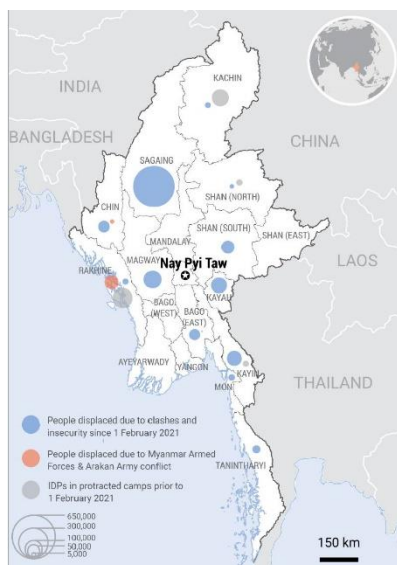 INDIA
KACHIN
BANGLADESH
CHINA
SAGAING
SHAN (NORTH)
CHIN
SHAN (SOUTH)
SHAN (EAST)
MANDALAY
LAOS
Nay Pyi Taw
MAGWAY
RAKHINE
KAYAH
BAGO
(WEST)
BAGO
(EAST)
AYEYARWADY
YANGON
KAYIN
MON
THAILAND
People displaced due to clashes and
insecurity since 1 February 2021
People displaced due to Myanmar Armed
Forces & Arakan Army conflict
TANINTHARYI
IDPs in protracted camps prior to
1 February 2021
650,000
300,000
100,000
50,000
5,000
150 km